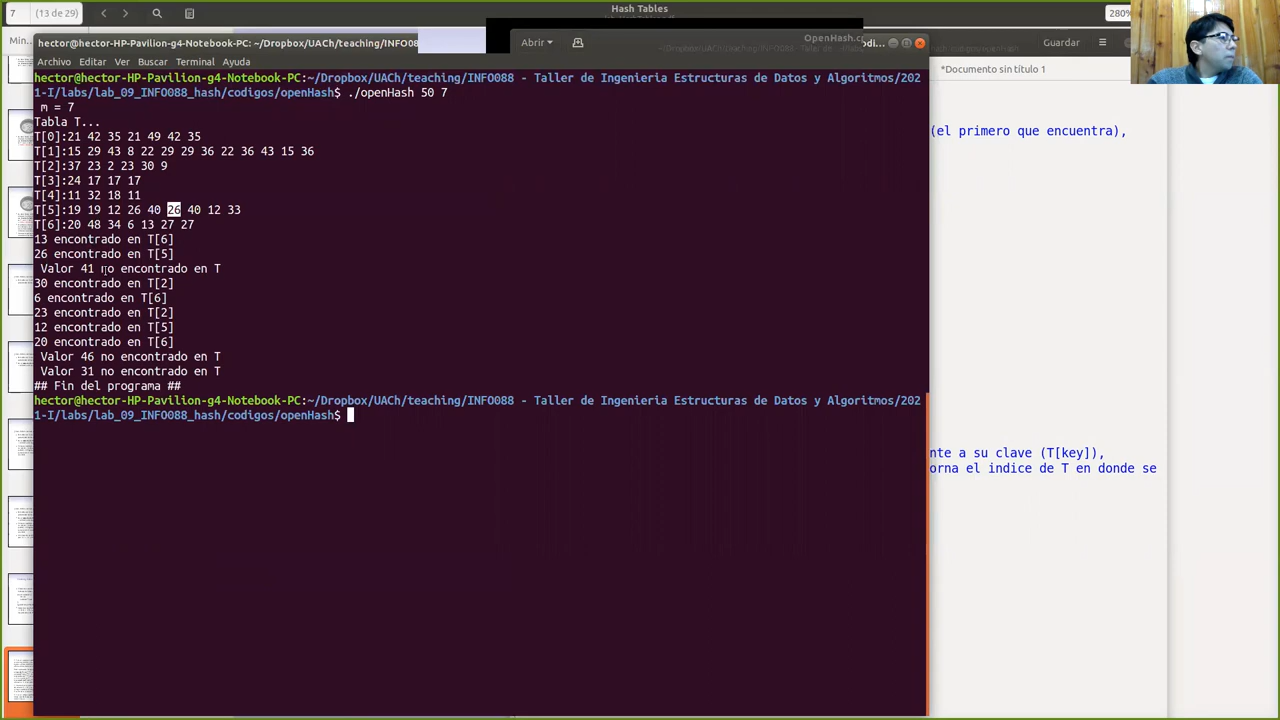 7 (13 de 29)
Hash Tables
280%
hector@hector-HP-Pavilion-g4-Notebook-PC: ~/Dropbox/UACh/teaching/INFO08
Abrir
OpenHash.c
Guardar
Min
Archivo Editar Ver Buscar Terminal Ayuda
*Documento sin título 1
hector@hector-HP-Pavilion-g4-Notebook-PC:~/Dropbox/UACh/teaching/INFO088 - Taller de Ingenieria Estructuras de Datos y Algoritmos/202
1-I/labs/lab_09_INFO088_hash/codigos/openHash$ ./openHash 50 7
m = 7
Tabla T...
T[0]:21 42 35 21 49 42 35
T[1]:15 29 43 8 22 29 29 36 22 36 43 15 36
T[2]:37 23 2 23 30 9
T[3]:24 17 17 17
T[4]:11 32 18 11
T[5]:19 19 12 26 40 26 40 12 33
T[6]:20 48 34 6 13 27 27
13 encontrado en T[6]
26 encontrado en T[5]
Valor 41 no encontrado en T
30 encontrado en T[2]
6 encontrado en T[6]
23 encontrado en T[2]
12 encontrado en T[5]
20 encontrado en T[6]
Valor 46 no encontrado en T
Valor 31 no encontrado en T
## Fin del programa ##
hector@hector-HP-Pavilion-g4-Notebook-PC:~/Dropbox/UACh/teaching/INFO088 - Taller de Ingenieria Estructuras de Datos y Algoritmos/202
1-I/labs/lab_09_INFO088_hash/codigos/openHash$
(el primero que encuentra),
nte a su clave (T[key]),
orna el indice de T en donde se